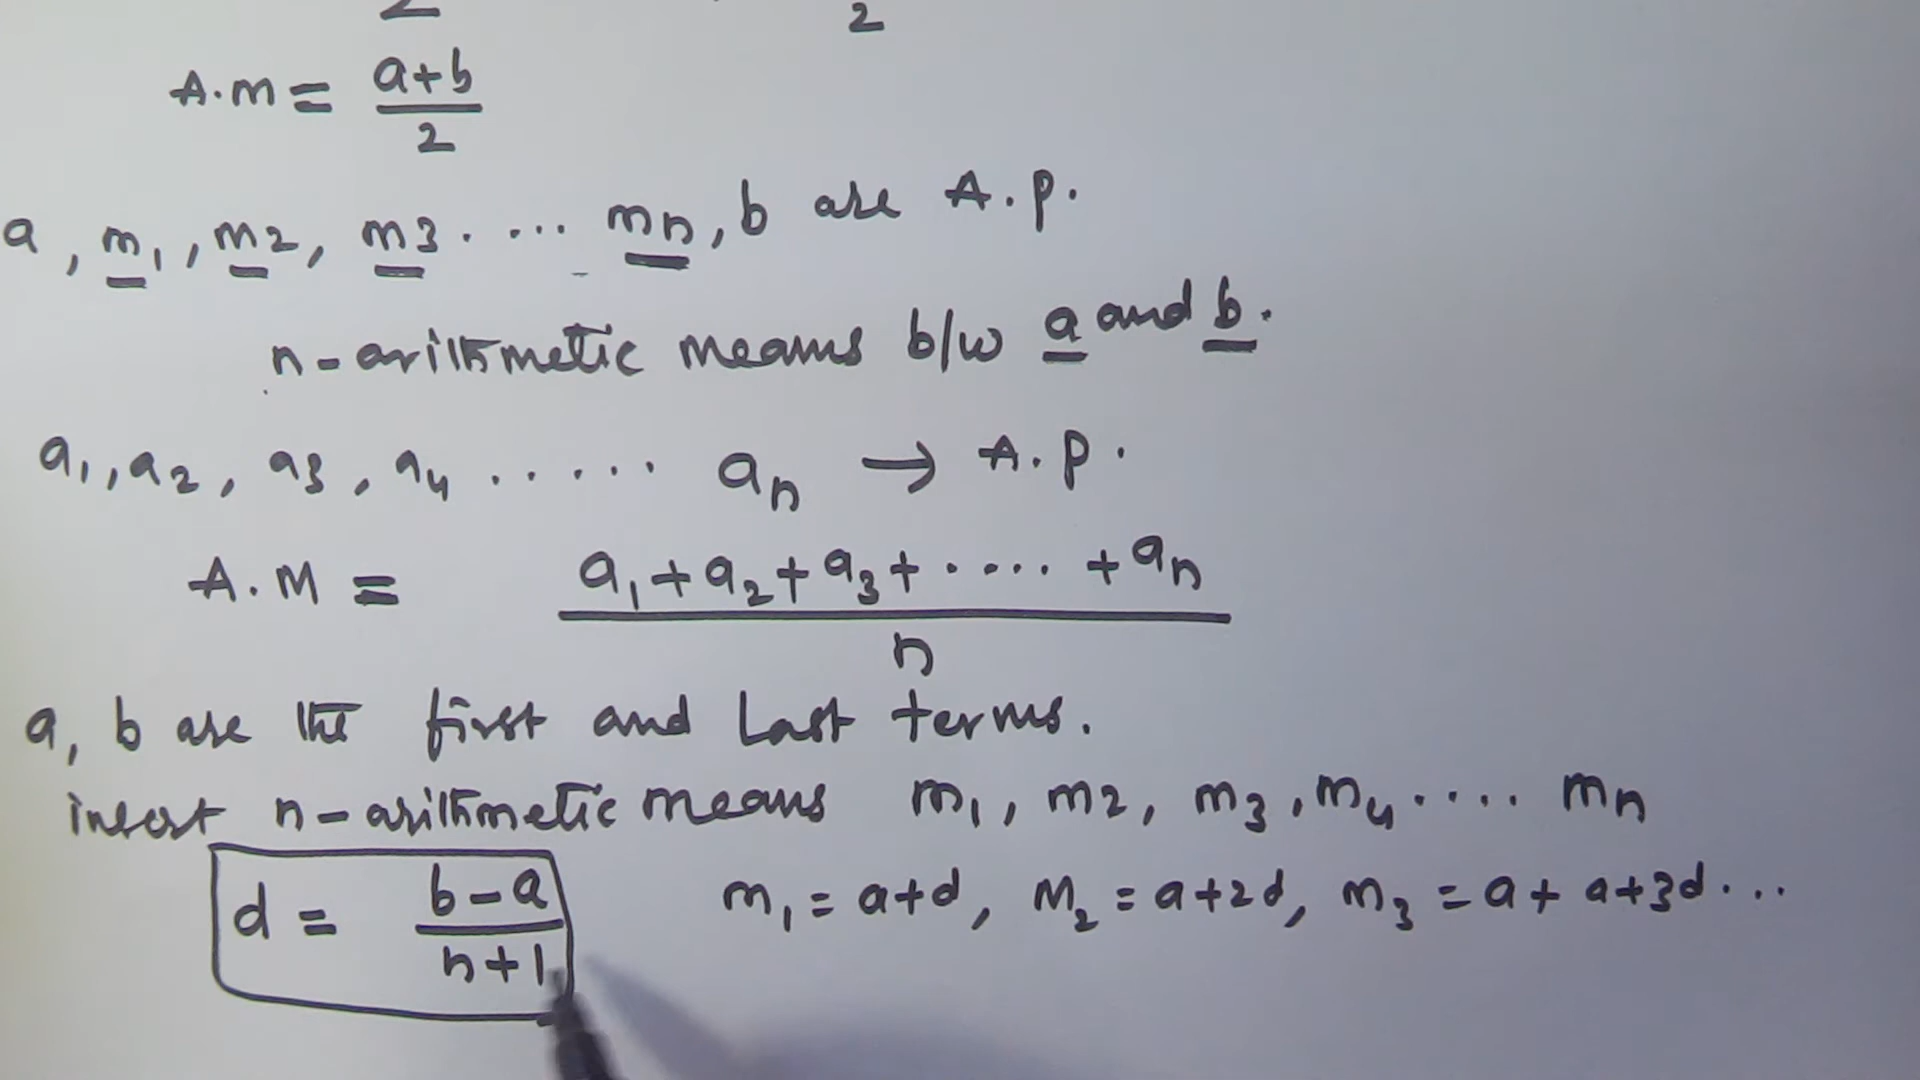 2
A.M = a+b
2
a, m1, m2, m3. ... mn, b are A.P.
n-arithmetic means b/w a and b.
a1, a2, a3, a4 ...... an → A.P.
A.M = a1+a2+a3+.....+an
n
a, b are the first and Last terms.
insert n-arithmetic means m1, m2, m3, m4.... mn
d = b-a m1=a+d, M2=a+2d, m3=a+ a+3d...
n+1